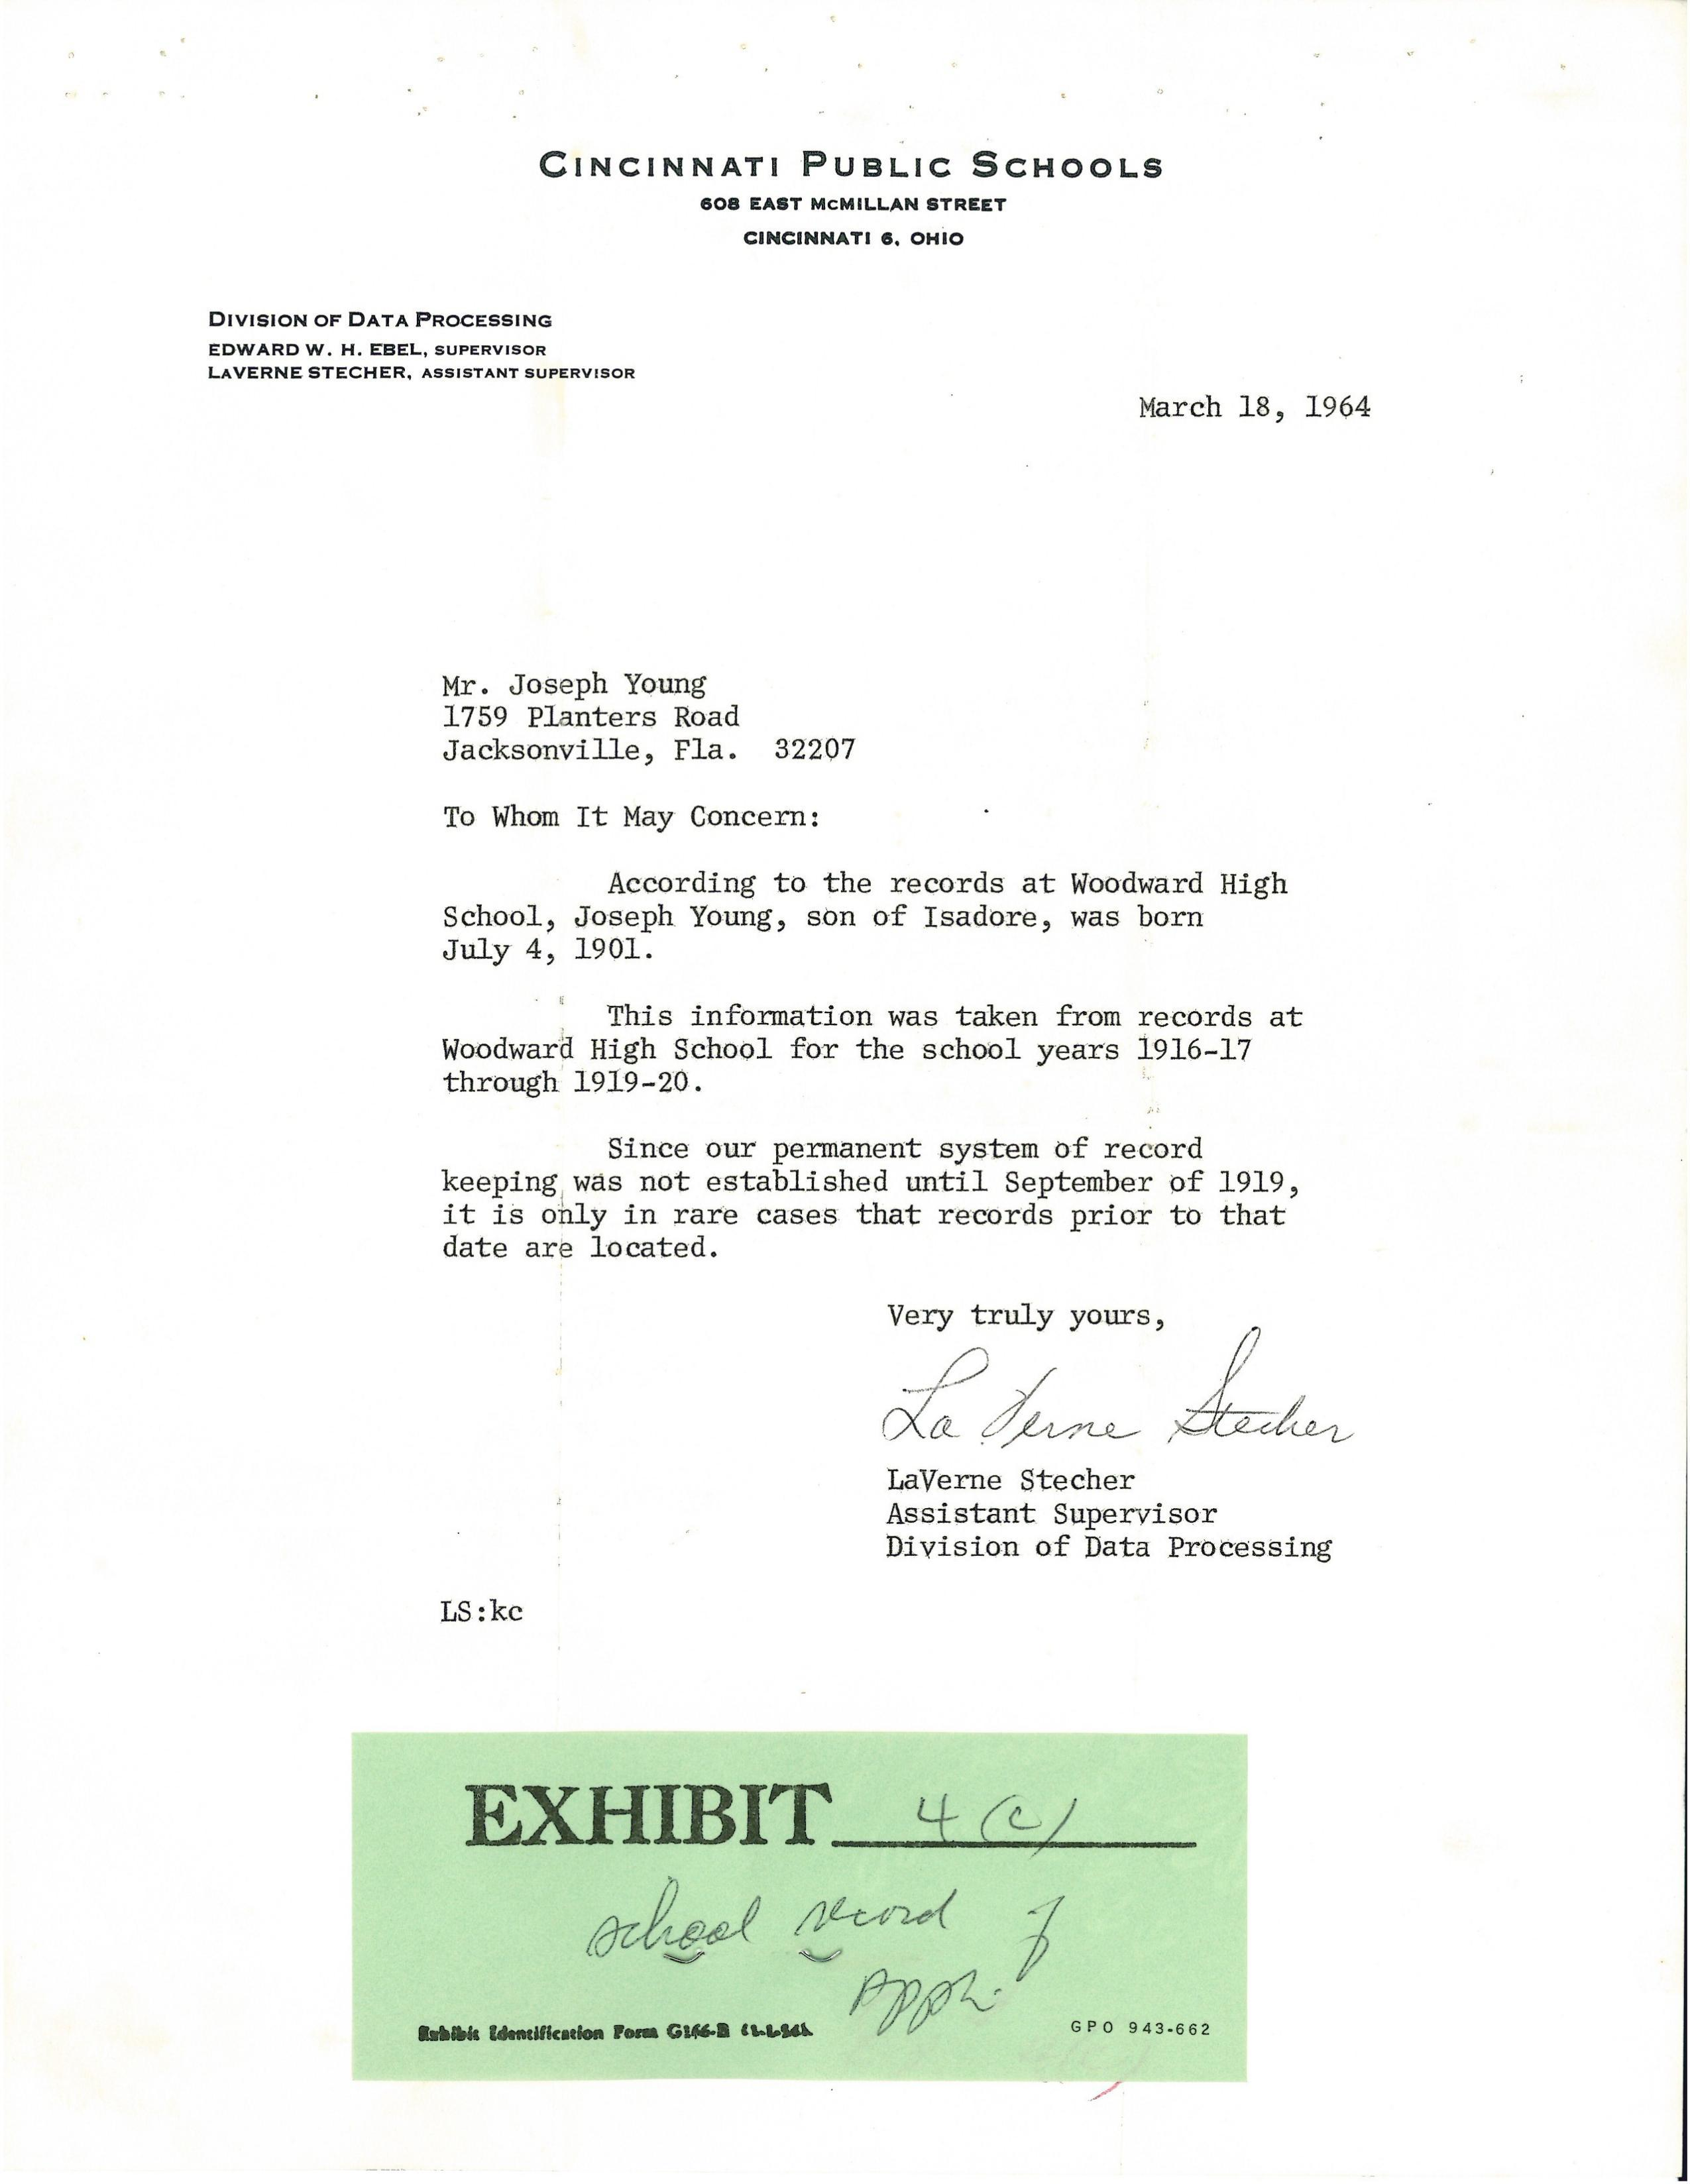 CINCINNATI PUBLIC SCHOOLS
608 EAST McMILLAN STREET
CINCINNATI 6, OHIO
DIVISION OF DATA PROCESSING
EDWARD W. H. EBEL, SUPERVISOR
LAVERNE STECHER, ASSISTANT SUPERVISOR
March 18, 1964
Mr. Joseph Young
1759 Planters Road
Jacksonville, Fla. 32207
To Whom It May Concern:
According to the records at Woodward High
School, Joseph Young, son of Isadore, was born
July 4, 1901.
This information was taken from records at
Woodward High School for the school years 1916-17
through 1919-20.
Since our permanent system of record
keeping was not established until September of 1919,
it is only in rare cases that records prior to that
date are located.
Very truly yours,
La Verne Stecher
LaVerne Stecher
Assistant Supervisor
Division of Data Processing
LS:kc
EXHIBIT 4 (c)
school record of
Appl.
Exhibit Identification Form G166-B
GPO 943-662